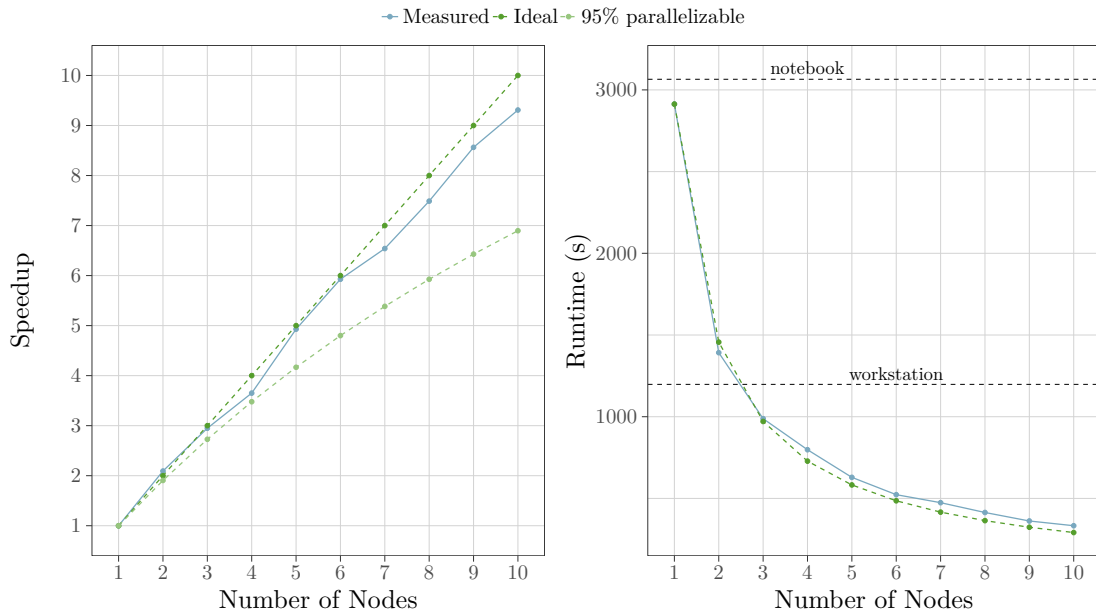 Measured Ideal 95% parallelizable
10
9
8
7
6
5
4
3
2
1
Speedup
1 2 3 4 5 6 7 8 9 10
Number of Nodes
notebook
workstation
3000
2000
1000
Runtime (s)
1 2 3 4 5 6 7 8 9 10
Number of Nodes